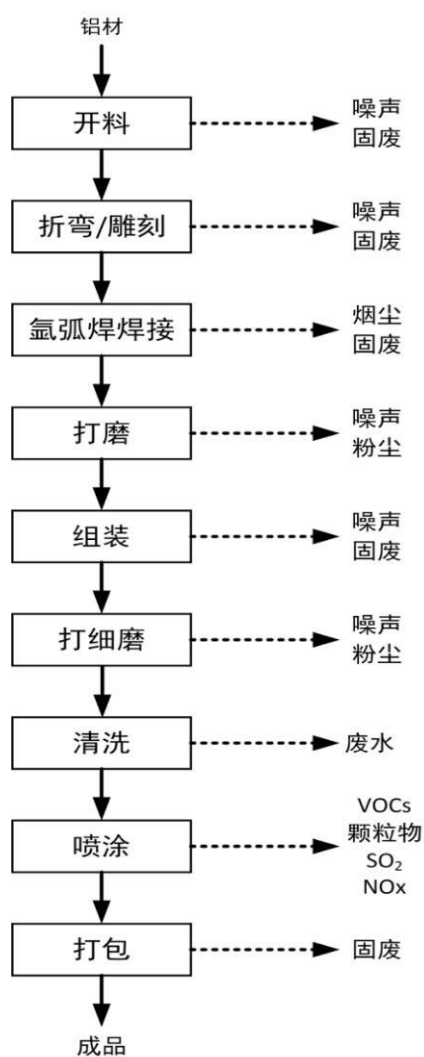 铝材
开料
噪声
固废
折弯/雕刻
噪声
固废
氩弧焊焊接
烟尘
固废
打磨
噪声
粉尘
组装
噪声
固废
打细磨
噪声
粉尘
清洗
废水
喷涂
VOCs
颗粒物
SO₂
NOx
打包
固废
成品